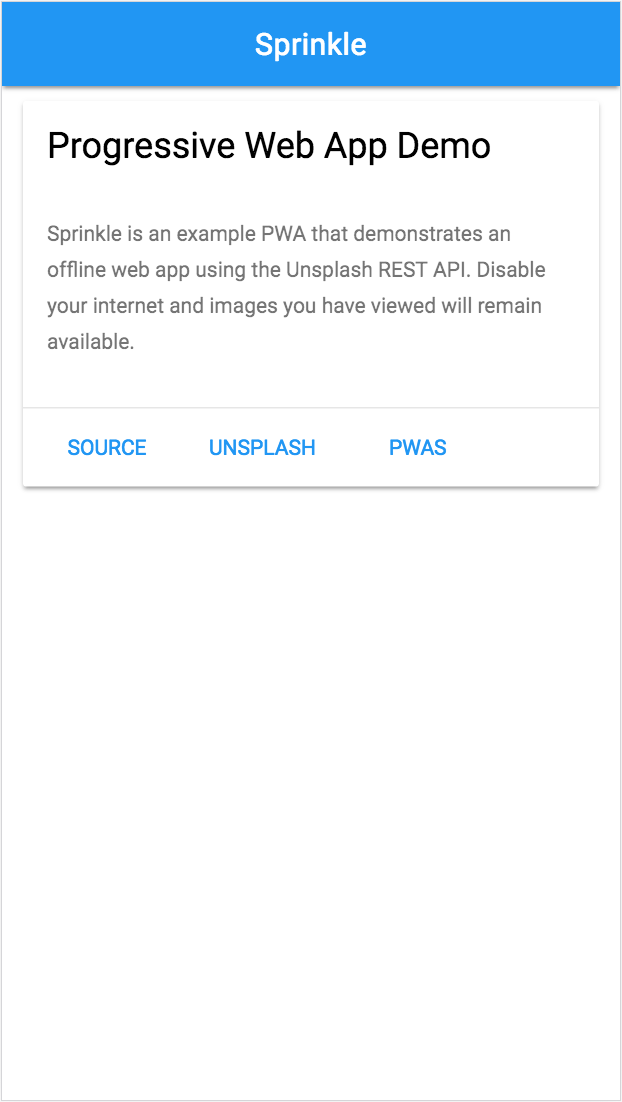 Sprinkle
Progressive Web App Demo
Sprinkle is an example PWA that demonstrates an
offline web app using the Unsplash REST API. Disable
your internet and images you have viewed will remain
available.
SOURCE UNSPLASH PWAS